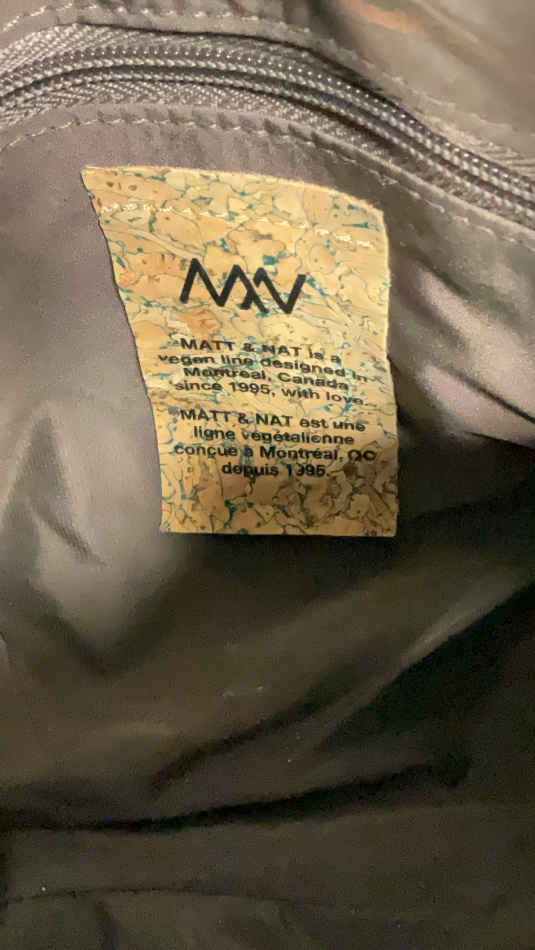 MATT & NAT is a
vegan line designed in
Montreal, Canada
since 1995, with love.
MATT & NAT est une
ligne végétalienne
conçue à Montréal, QC
depuis 1995.